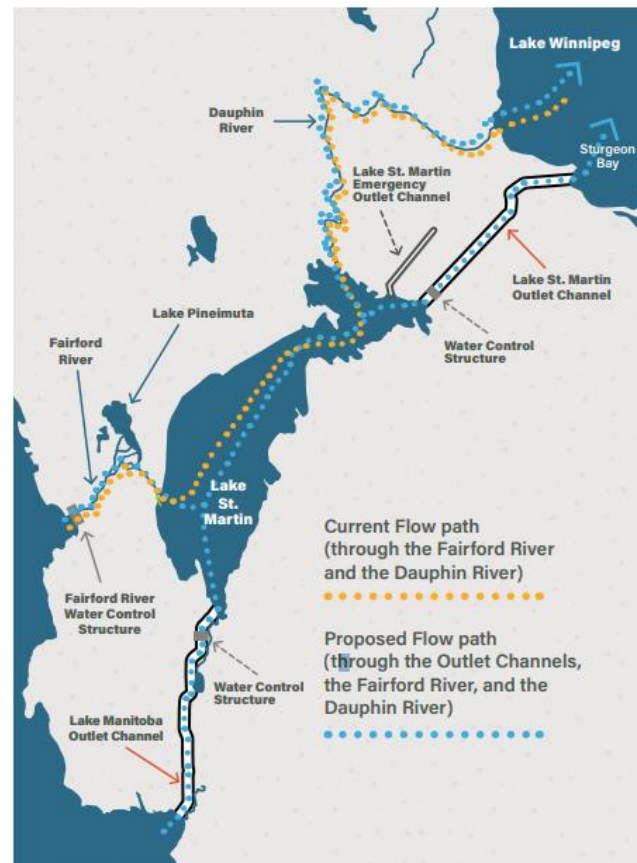 Lake Winnipeg
Dauphin
River
Sturgeon
Bay
Lake St. Martin
Emergency
Outlet Channel
Lake St. Martin
Outlet Channel
Lake Pineimuta
Water Control
Structure
Fairford
River
Lake
St.
Martin
Current Flow path
(through the Fairford River
and the Dauphin River)
Fairford River
Water Control
Structure
Proposed Flow path
(through the Outlet Channels,
the Fairford River, and the
Dauphin River)
Water Control
Structure
Lake Manitoba
Outlet Channel